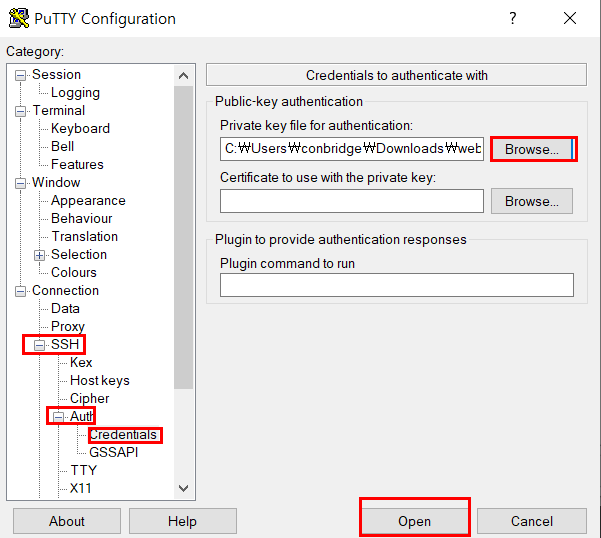 PuTTY Configuration
?
Category:
Session
Logging
Terminal
Keyboard
Bell
Features
Window
Appearance
Behaviour
Translation
Selection
Colours
Connection
Data
Proxy
SSH
Kex
Host keys
Cipher
Auth
Credentials
GSSAPI
TTY
X11
Credentials to authenticate with
Public-key authentication
Private key file for authentication:
C:₩Users₩conbridge₩Downloads₩web
Browse...
Certificate to use with the private key:
Browse...
Plugin to provide authentication responses
Plugin command to run
About
Help
Open
Cancel